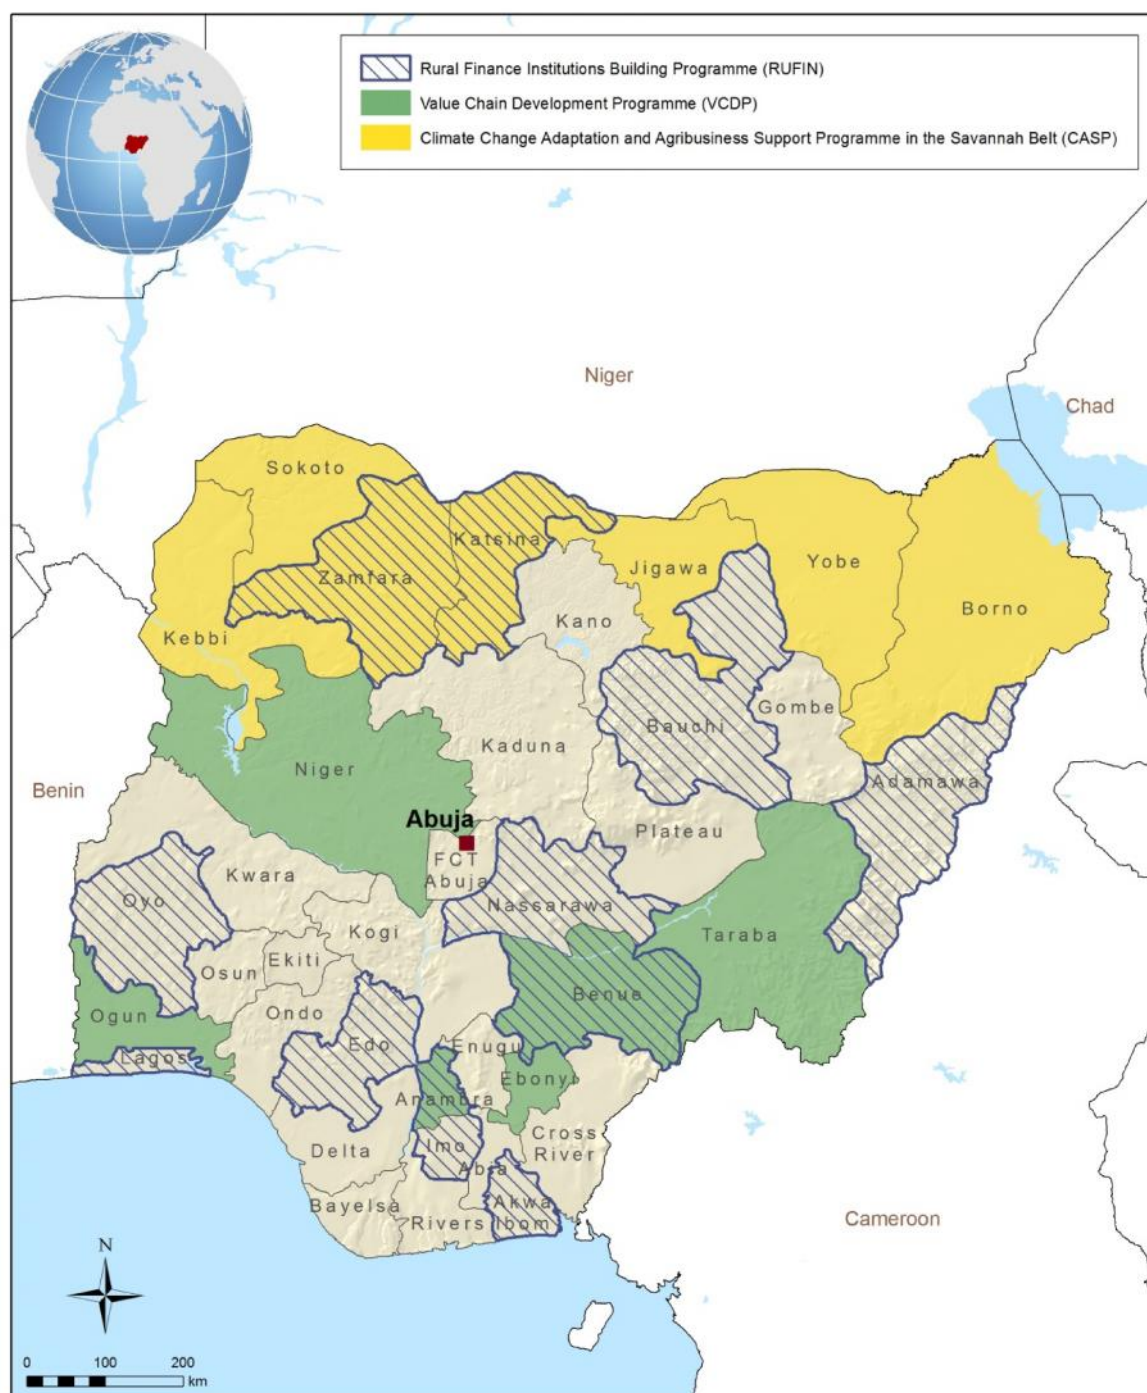 Rural Finance Institutions Building Programme (RUFIN)
Value Chain Development Programme (VCDP)
Climate Change Adaptation and Agribusiness Support Programme in the Savannah Belt (CASP)
Niger
Chad
Sokoto
Katsina
Zamfara
Jigawa
Yobe
Borno
Kano
Kebbi
Gombe
Bauchi
Kaduna
Niger
Adamawa
Benin
Abuja
Plateau
FCT
Abuja
Kwara
Oyo
Nassarawa
Taraba
Kogi
Ekiti
Osun
Benue
Ondo
Ogun
Edo
Enugu
Lagos
Ebonyi
Anambra
Cross
River
Imo
Delta
Abia
Akwa
Ibom
Bayelsa
Rivers
Cameroon
N
0 100 200
km